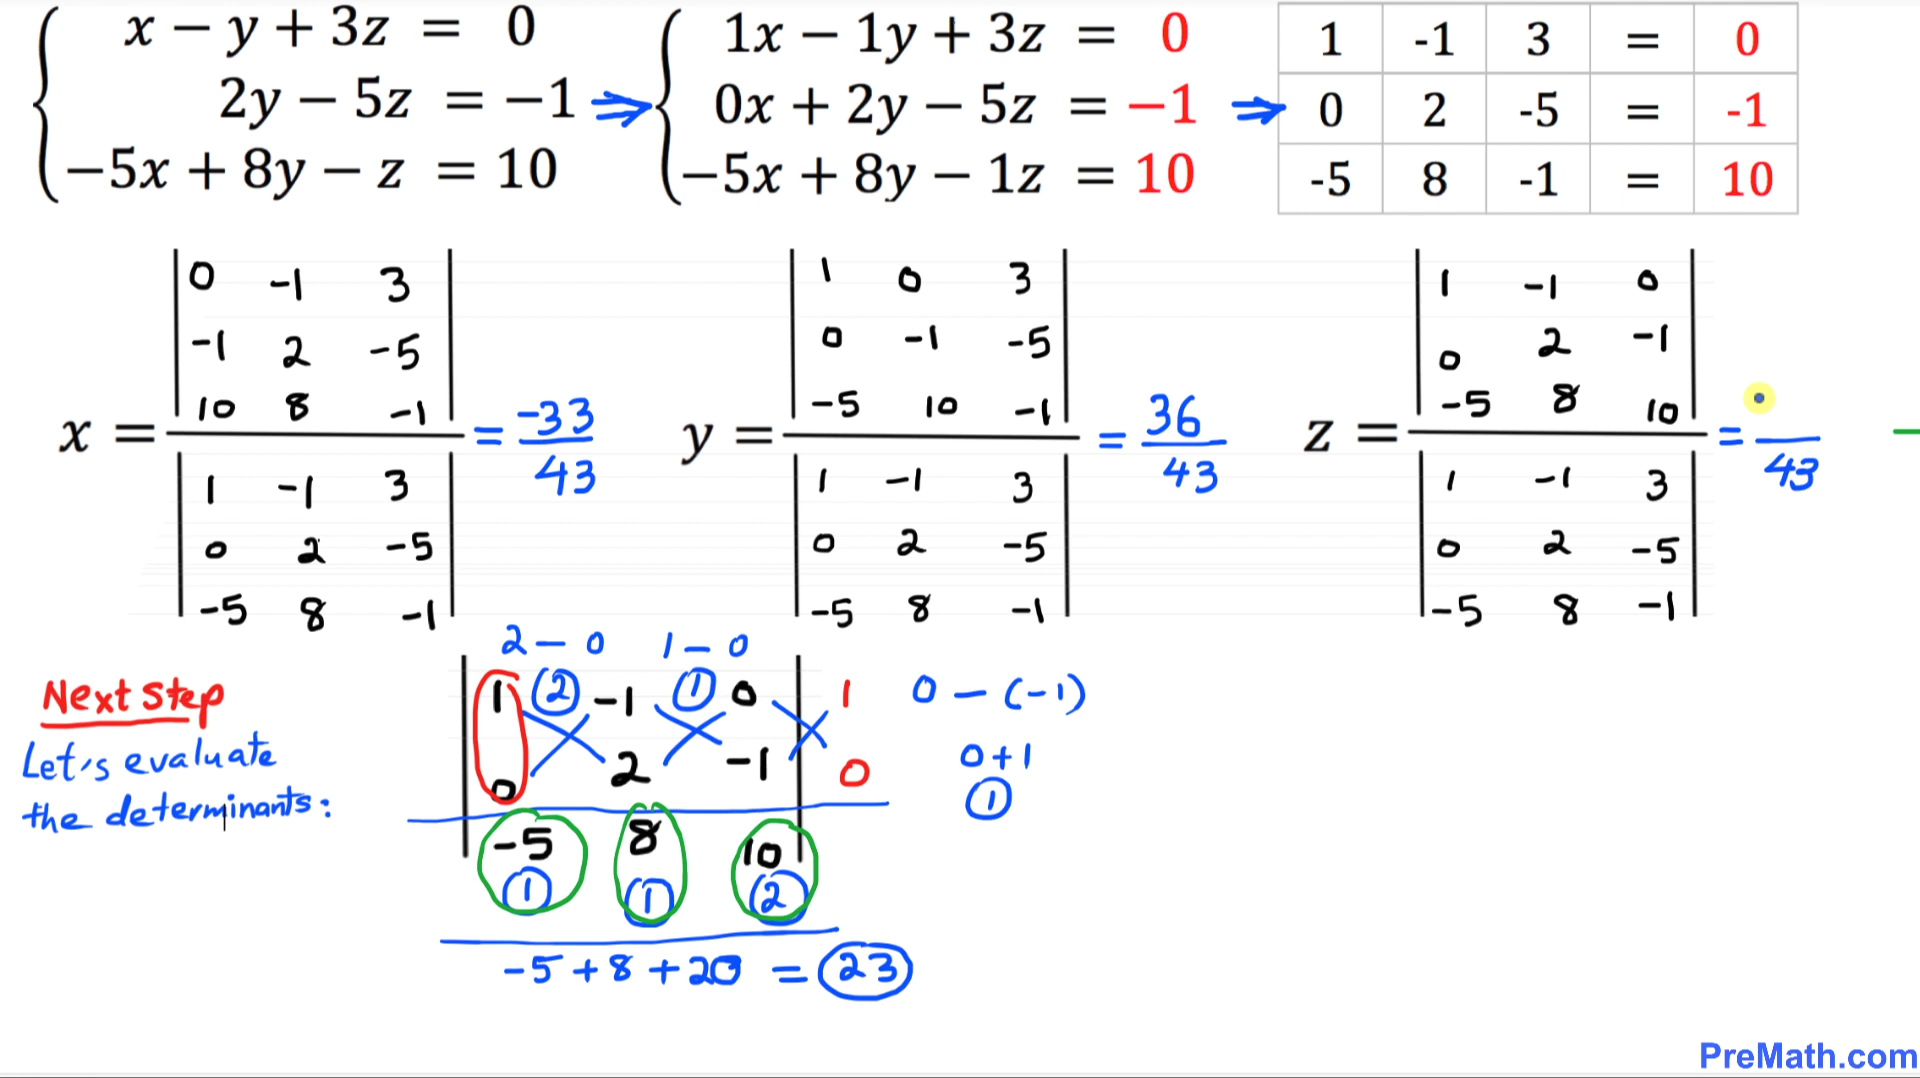 x − y + 3z = 0
2y − 5z = −1
−5x + 8y − z = 10
⇒
1x − 1y + 3z = 0
0x + 2y − 5z = −1
−5x + 8y − 1z = 10
⇒
1 -1 3 = 0
0 2 -5 = -1
-5 8 -1 = 10
x =
0 -1 3
-1 2 -5
10 8 -1
1 -1 3
0 2 -5
-5 8 -1
= -33
43
y =
1 0 3
0 -1 -5
-5 10 -1
1 -1 3
0 2 -5
-5 8 -1
= 36
43
z =
1 -1 0
0 2 -1
-5 8 10
1 -1 3
0 2 -5
-5 8 -1
=
43
Next Step
Let's evaluate
the determinants:
2 - 0 1 - 0
1 2 -1 1 0 1
0 2 -1 0
-5 8 10
1 1 2
-5 + 8 + 20 = 23
0 - (-1)
0 + 1
1
PreMath.com